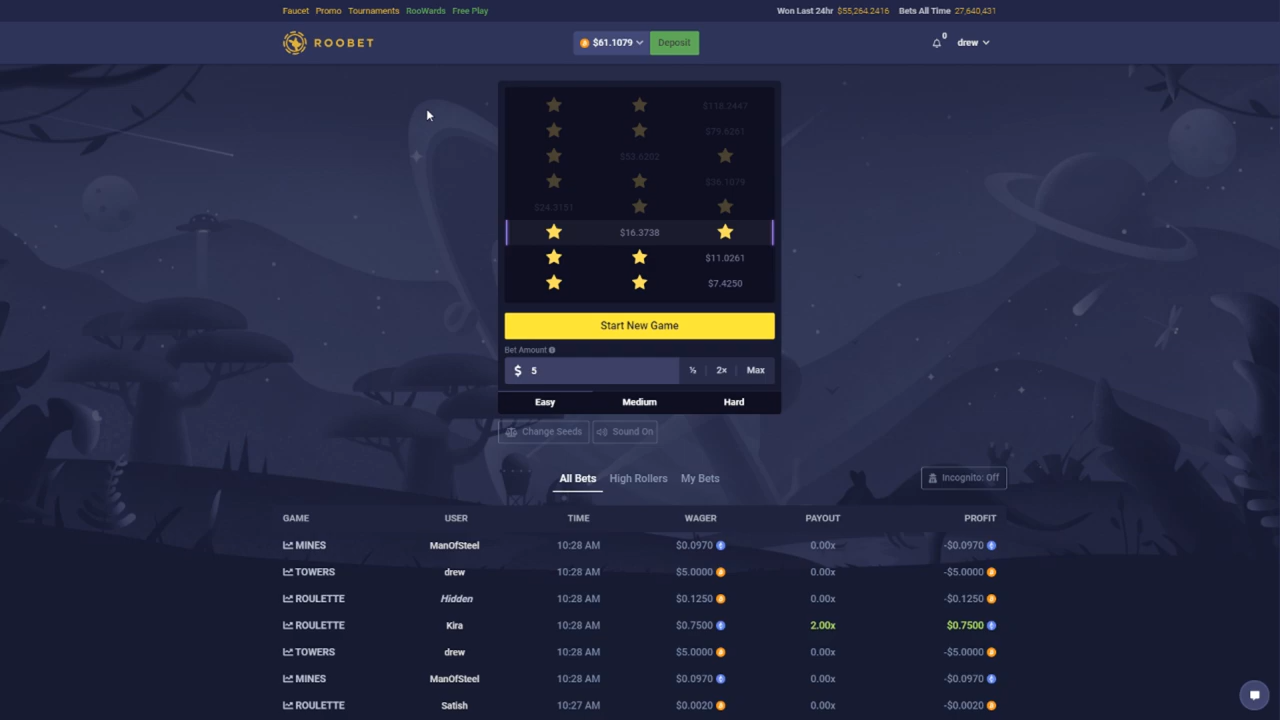 Faucet Promo Tournaments RooWards Free Play
Won Last 24hr $55,264.2416 Bets All Time 27,640,431
ROOBET
$61.1079 Deposit
0
drew
$118.2447
$79.6261
$53.6202
$36.1079
$24.3151
$16.3738
$11.0261
$7.4250
Start New Game
Bet Amount
$ 5 ½ 2× Max
Easy Medium Hard
Change Seeds Sound On
All Bets High Rollers My Bets Incognito: Off
GAME USER TIME WAGER PAYOUT PROFIT
MINES ManOfSteel 10:28 AM $0.0970 0.00x -$0.0970
TOWERS drew 10:28 AM $5.0000 0.00x -$5.0000
ROULETTE Hidden 10:28 AM $0.1250 0.00x -$0.1250
ROULETTE Kira 10:28 AM $0.7500 2.00x $0.7500
TOWERS drew 10:28 AM $5.0000 0.00x -$5.0000
MINES ManOfSteel 10:28 AM $0.0970 0.00x -$0.0970
ROULETTE Satish 10:27 AM $0.0020 0.00x -$0.0020